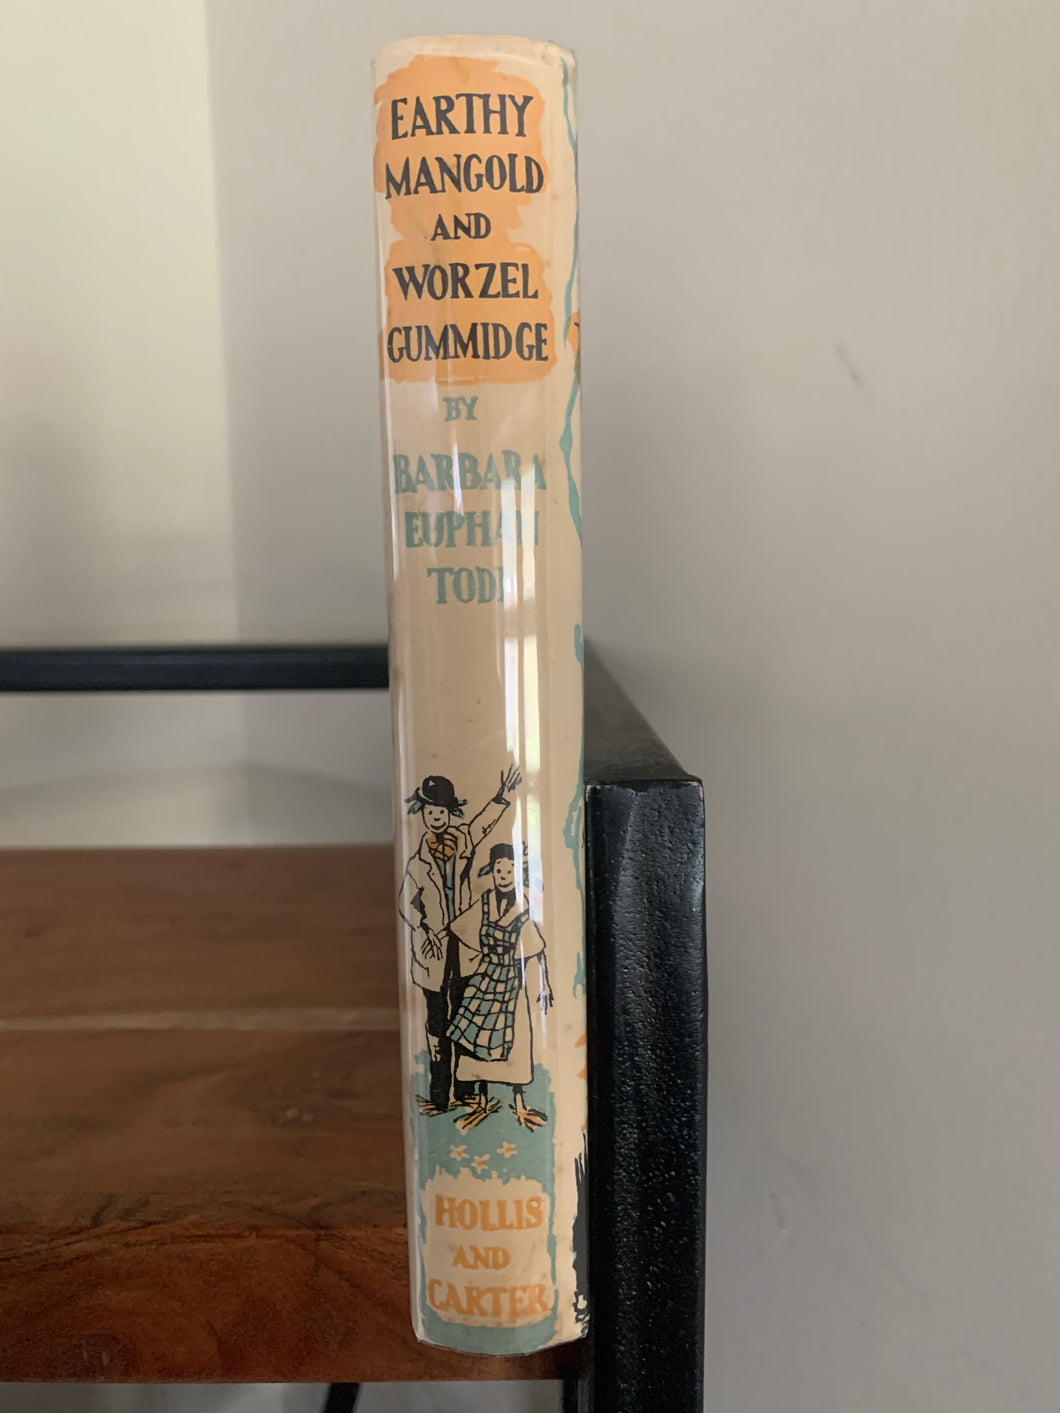 EARTHY
MANGOLD
AND
WORZEL
GUMMIDGE
BY
BARBARA
EUPHAN
TODD
HOLLIS
AND
CARTER